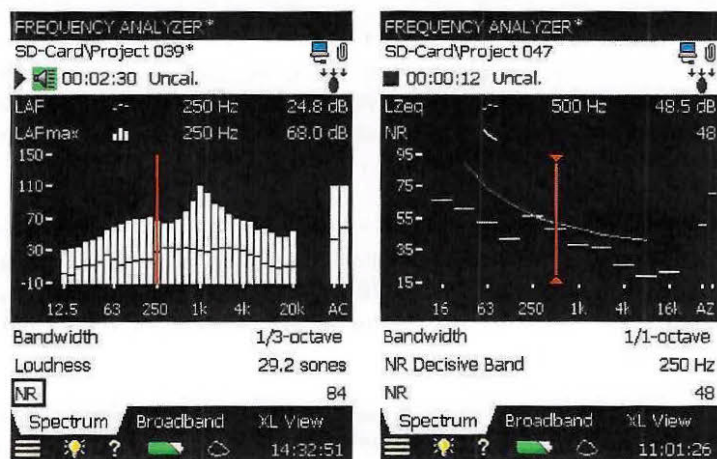 FREQUENCY ANALYZER*
SD-Card\Project 039*
00:02:30 Uncal.
LAF 250 Hz 24.8 dB
LAFmax 250 Hz 68.0 dB
150-
110-
70-
30-
-10-
12.5 63 250 1k 4k 20k AC
Bandwidth 1/3-octave
Loudness 29.2 sones
NR 84
Spectrum Broadband XL View
? 14:32:51
FREQUENCY ANALYZER*
SD-Card\Project 047
00:00:12 Uncal.
LZeq 500 Hz 48.5 dB
NR 48
95-
75-
55-
35-
15-
16 63 250 1k 4k 16k AZ
Bandwidth 1/1-octave
NR Decisive Band 250 Hz
NR 48
Spectrum Broadband XL View
? 11:01:26